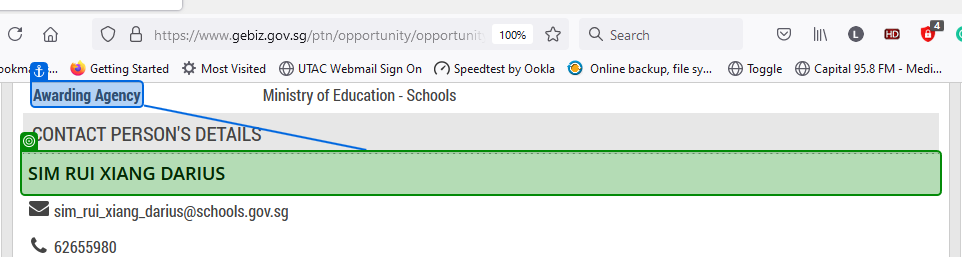 https://www.gebiz.gov.sg/ptn/opportunity/opportunity 100% Search L HD 4
Getting Started Most Visited UTAC Webmail Sign On Speedtest by Ookla Online backup, file sy... Toggle Capital 95.8 FM - Medi...
Awarding Agency Ministry of Education - Schools
CONTACT PERSON'S DETAILS
SIM RUI XIANG DARIUS
sim_rui_xiang_darius@schools.gov.sg
62655980